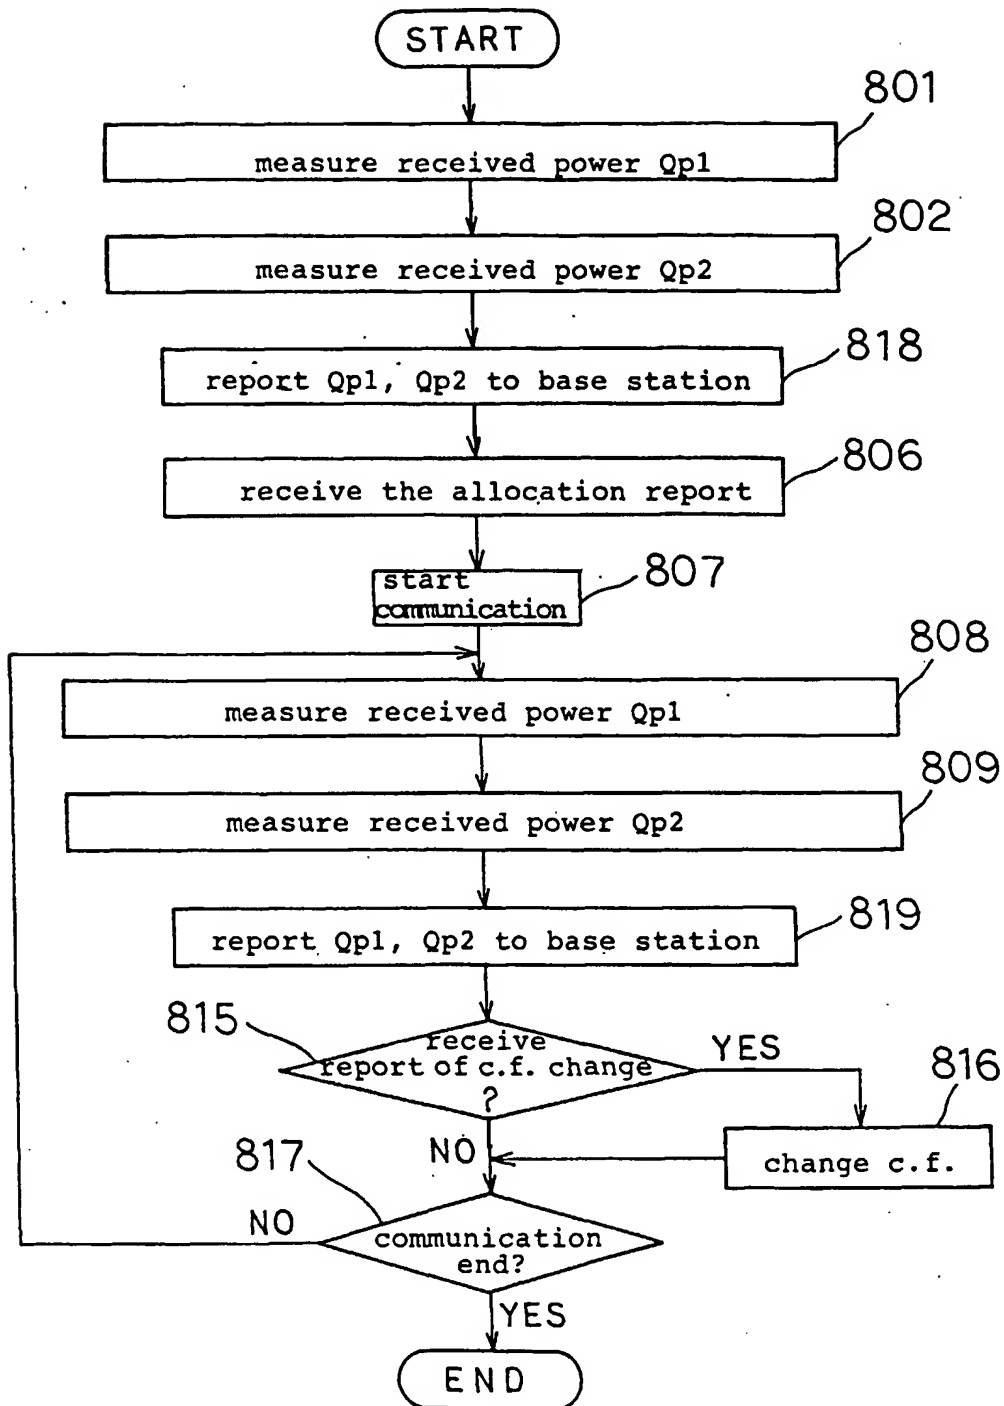 START
801
measure received power Qp1
802
measure received power Qp2
818
report Qp1, Qp2 to base station
806
receive the allocation report
807
start
communication
808
measure received power Qp1
809
measure received power Qp2
819
report Qp1, Qp2 to base station
815
receive
report of c.f. change
?
YES
816
NO
change c.f.
817
NO
communication
end?
YES
END